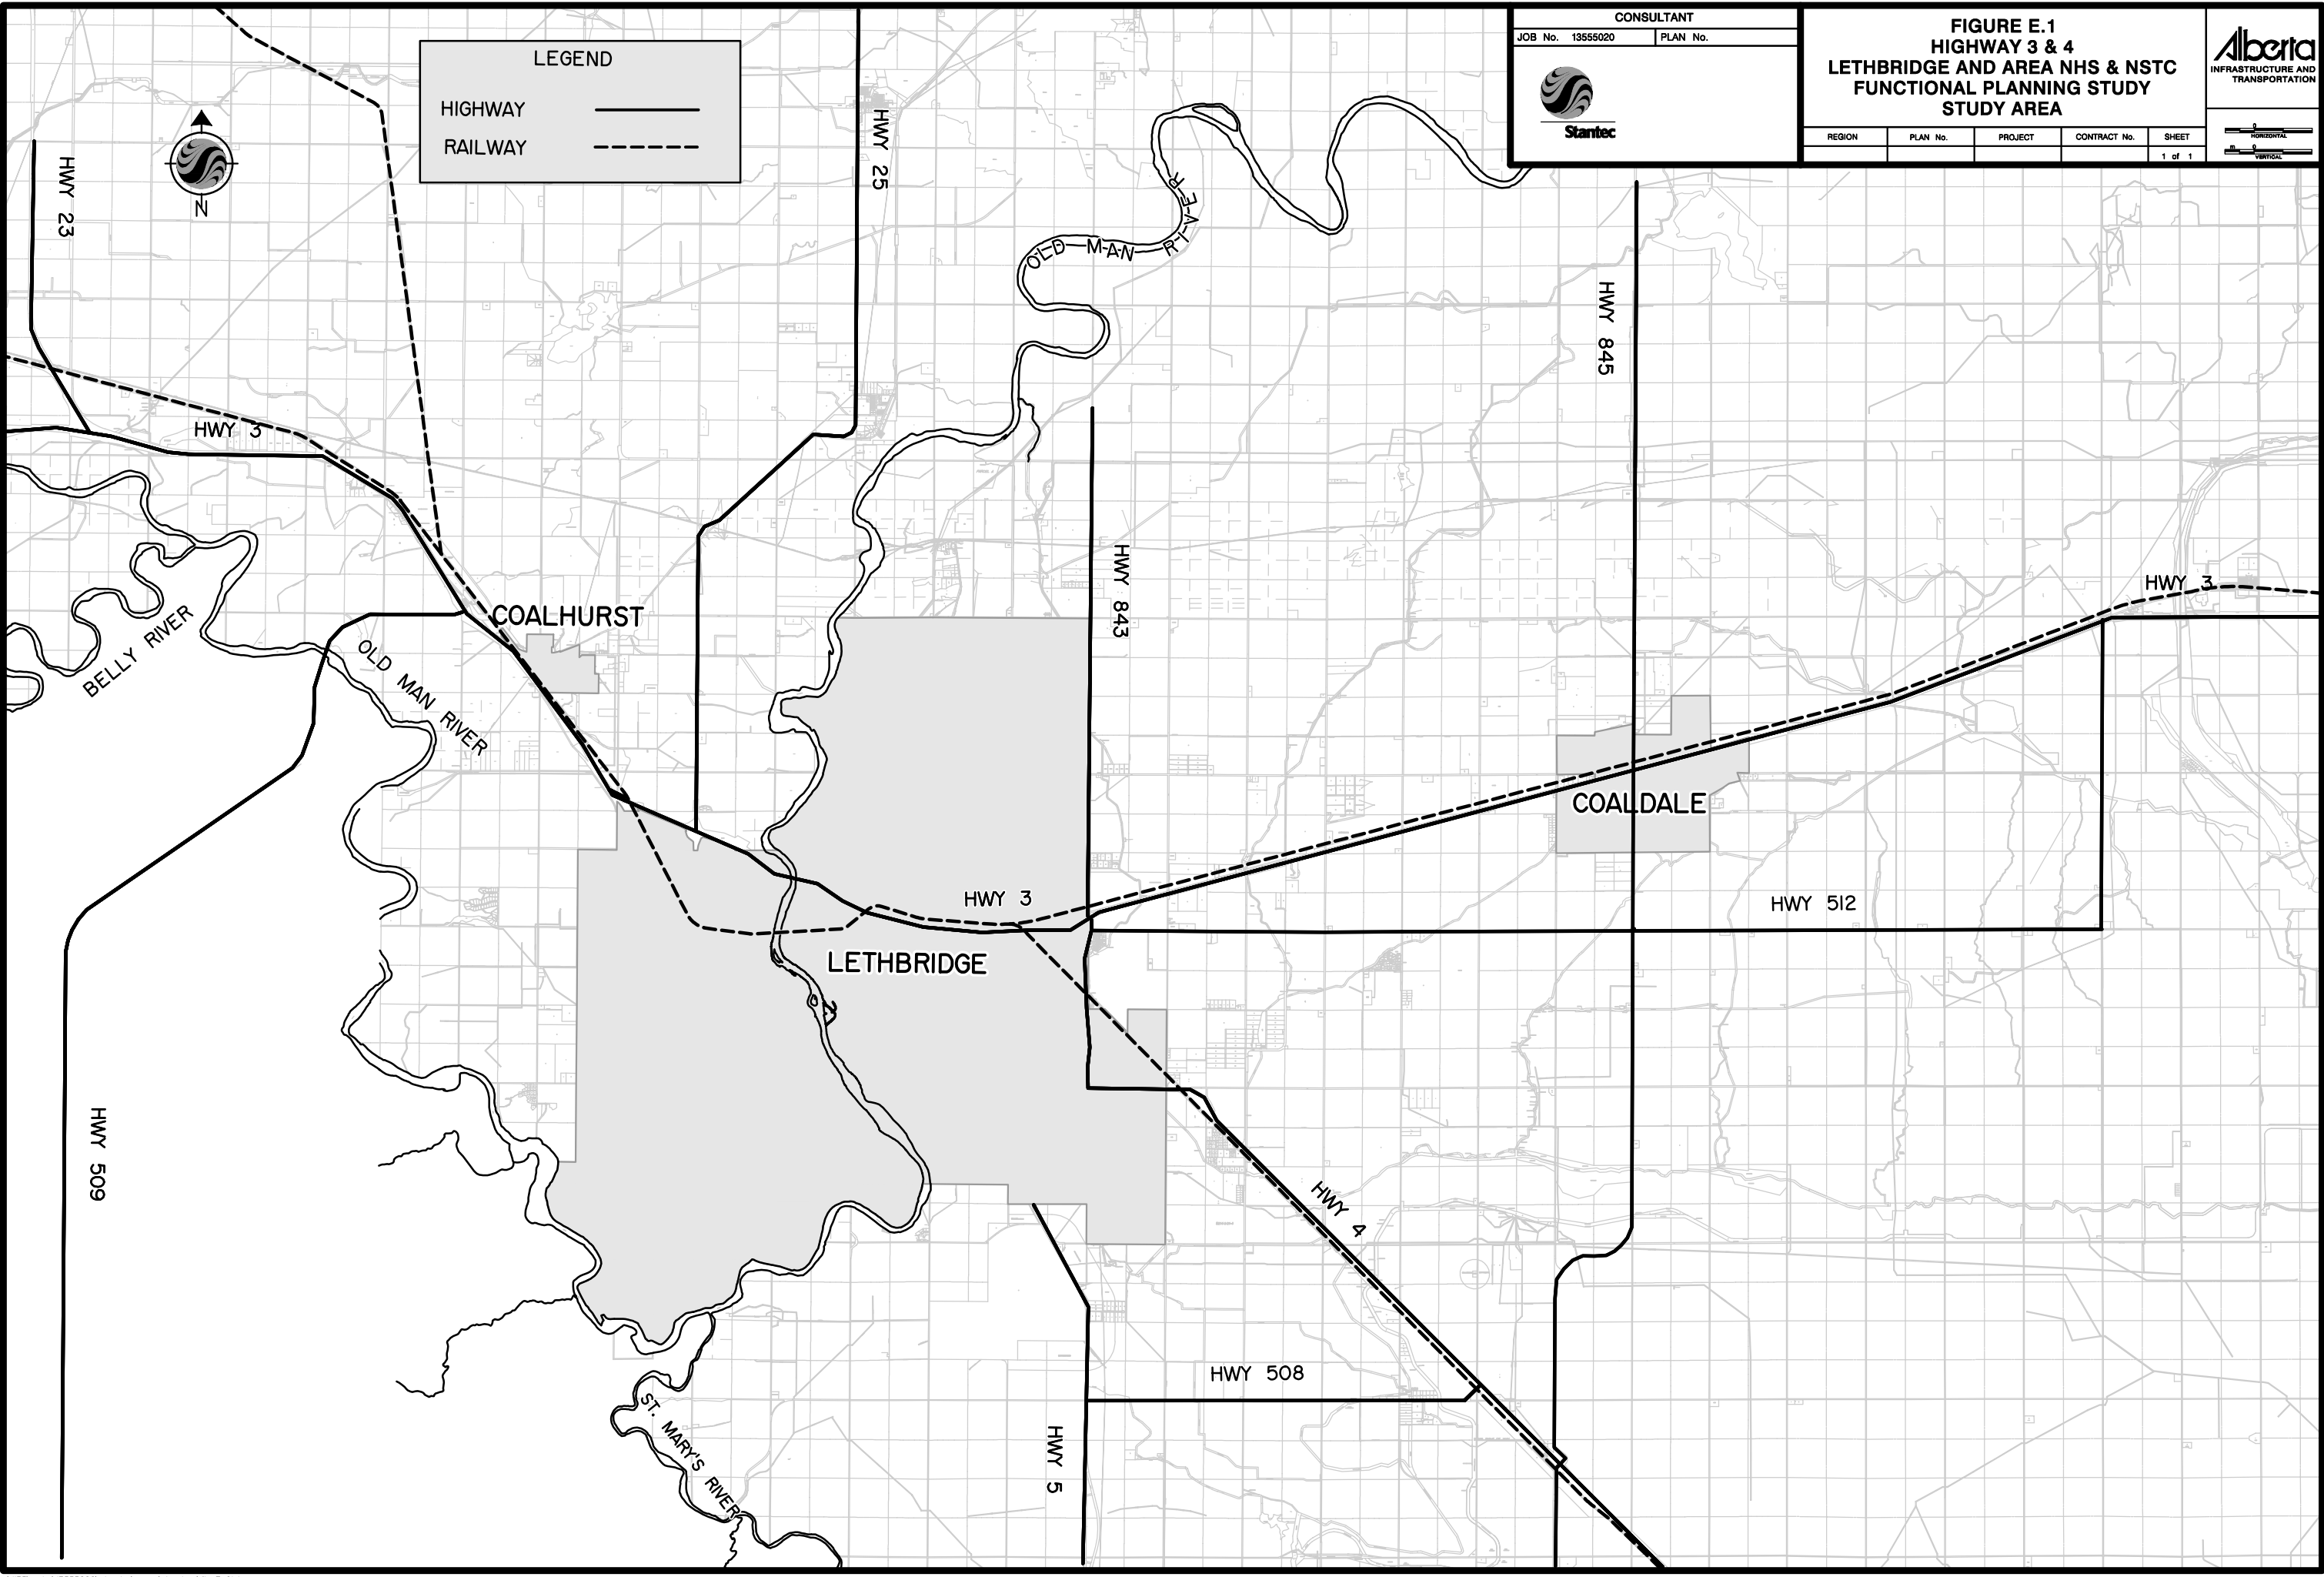 CONSULTANT
JOB No. 13555020 PLAN No.
Stantec
FIGURE E.1
HIGHWAY 3 & 4
LETHBRIDGE AND AREA NHS & NSTC
FUNCTIONAL PLANNING STUDY
STUDY AREA
REGION PLAN No. PROJECT CONTRACT No. SHEET
1 of 1
Alberta
INFRASTRUCTURE AND
TRANSPORTATION
0
HORIZONTAL
m 0
VERTICAL
LEGEND
HIGHWAY
RAILWAY
N
HWY 23
HWY 25
OLD MAN RIVER
HWY 845
HWY 3
HWY 843
HWY 3
COALHURST
BELLY RIVER
OLD MAN RIVER
COALDALE
HWY 3
HWY 512
LETHBRIDGE
HWY 509
HWY 4
HWY 508
ST. MARY'S RIVER
HWY 5